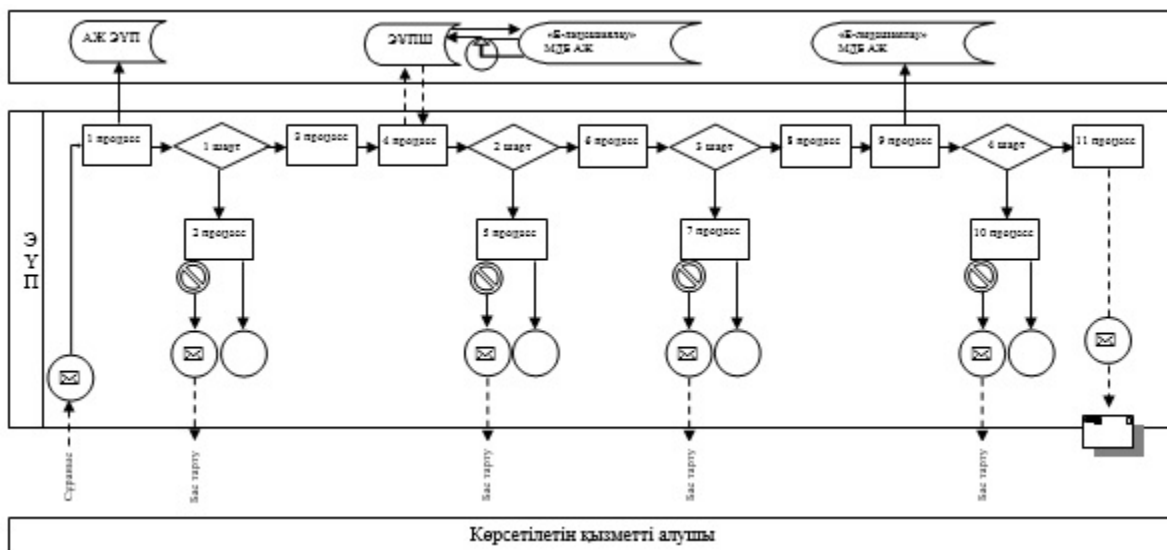 АЖ ЭҮП
ЭҮПШ
«Е-лицензиялау»
МДБ АЖ
«Е-лицензиялау»
МДБ АЖ
1 процесс
1 шарт
3 процесс
4 процесс
2 шарт
6 процесс
3 шарт
8 процесс
9 процесс
4 шарт
11 процесс
2 процесс
5 процесс
7 процесс
10 процесс
Э
Ү
П
Сұраныс
Бас тарту
Бас тарту
Бас тарту
Бас тарту
Көрсетілетін қызметті алушы